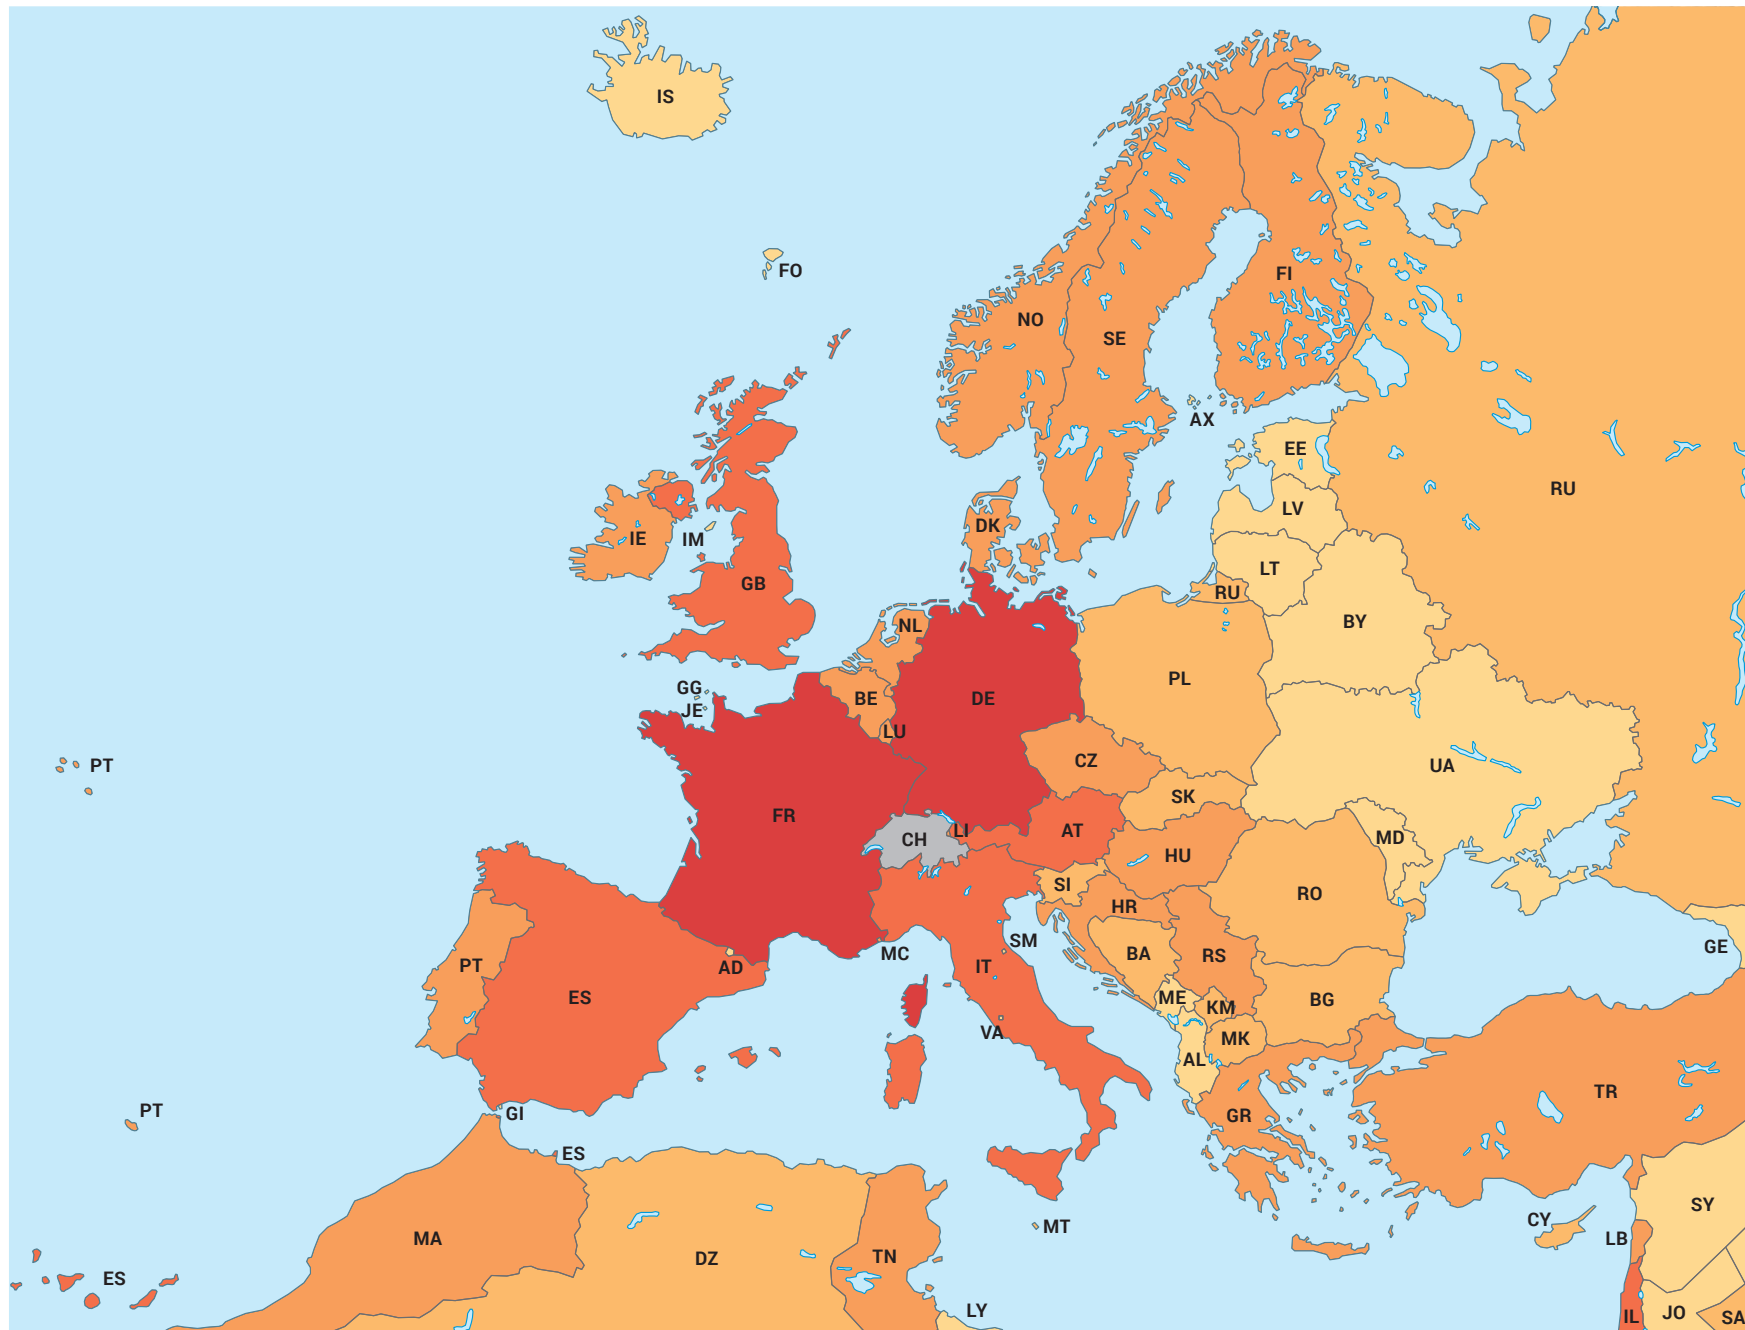 IS
FO
NO
FI
SE
AX
EE
RU
LV
DK
IE
IM
LT
GB
RU
BY
NL
PL
GG
BE
DE
JE
LU
CZ
PT
UA
SK
FR
LI
AT
MD
CH
HU
SI
RO
HR
SM
GE
MC
BA
RS
PT
AD
IT
ES
ME
BG
KM
VA
MK
AL
TR
PT
GI
GR
ES
SY
CY
MT
MA
LB
DZ
TN
ES
LY
IL
JO
SA